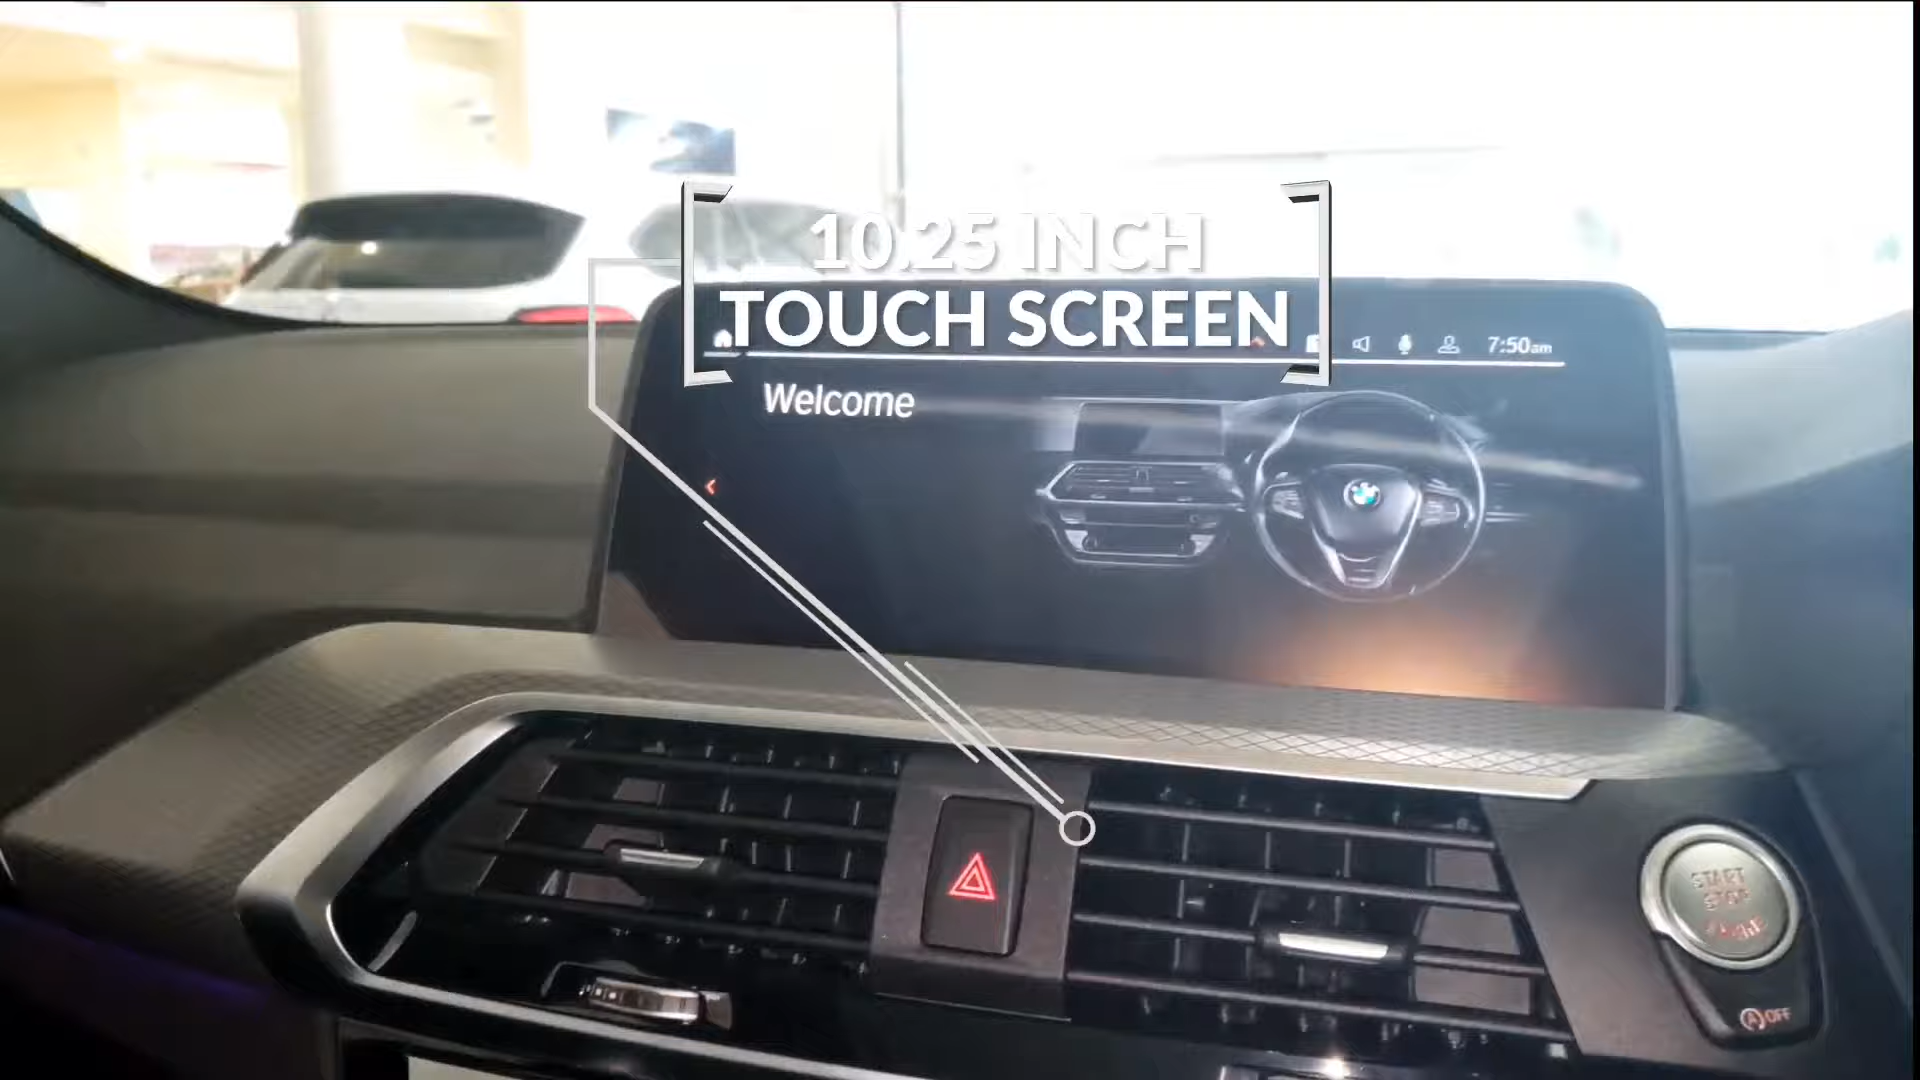 10.25 INCH
TOUCH SCREEN
7:50am
Welcome
START
STOP
OFF